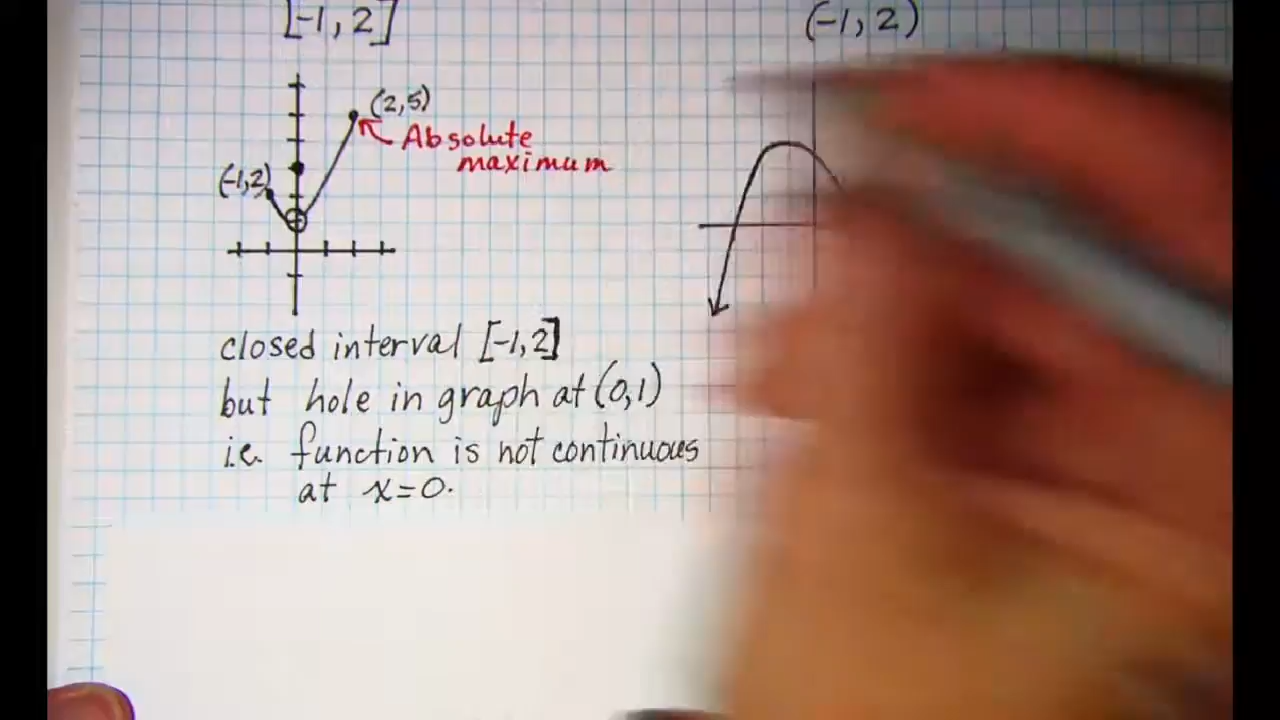 [-1, 2]
(-1, 2)
(2,5)
Absolute
maximum
(-1,2)
closed interval [-1,2]
but hole in graph at (0,1)
i.e. function is not continuous
at x=0.